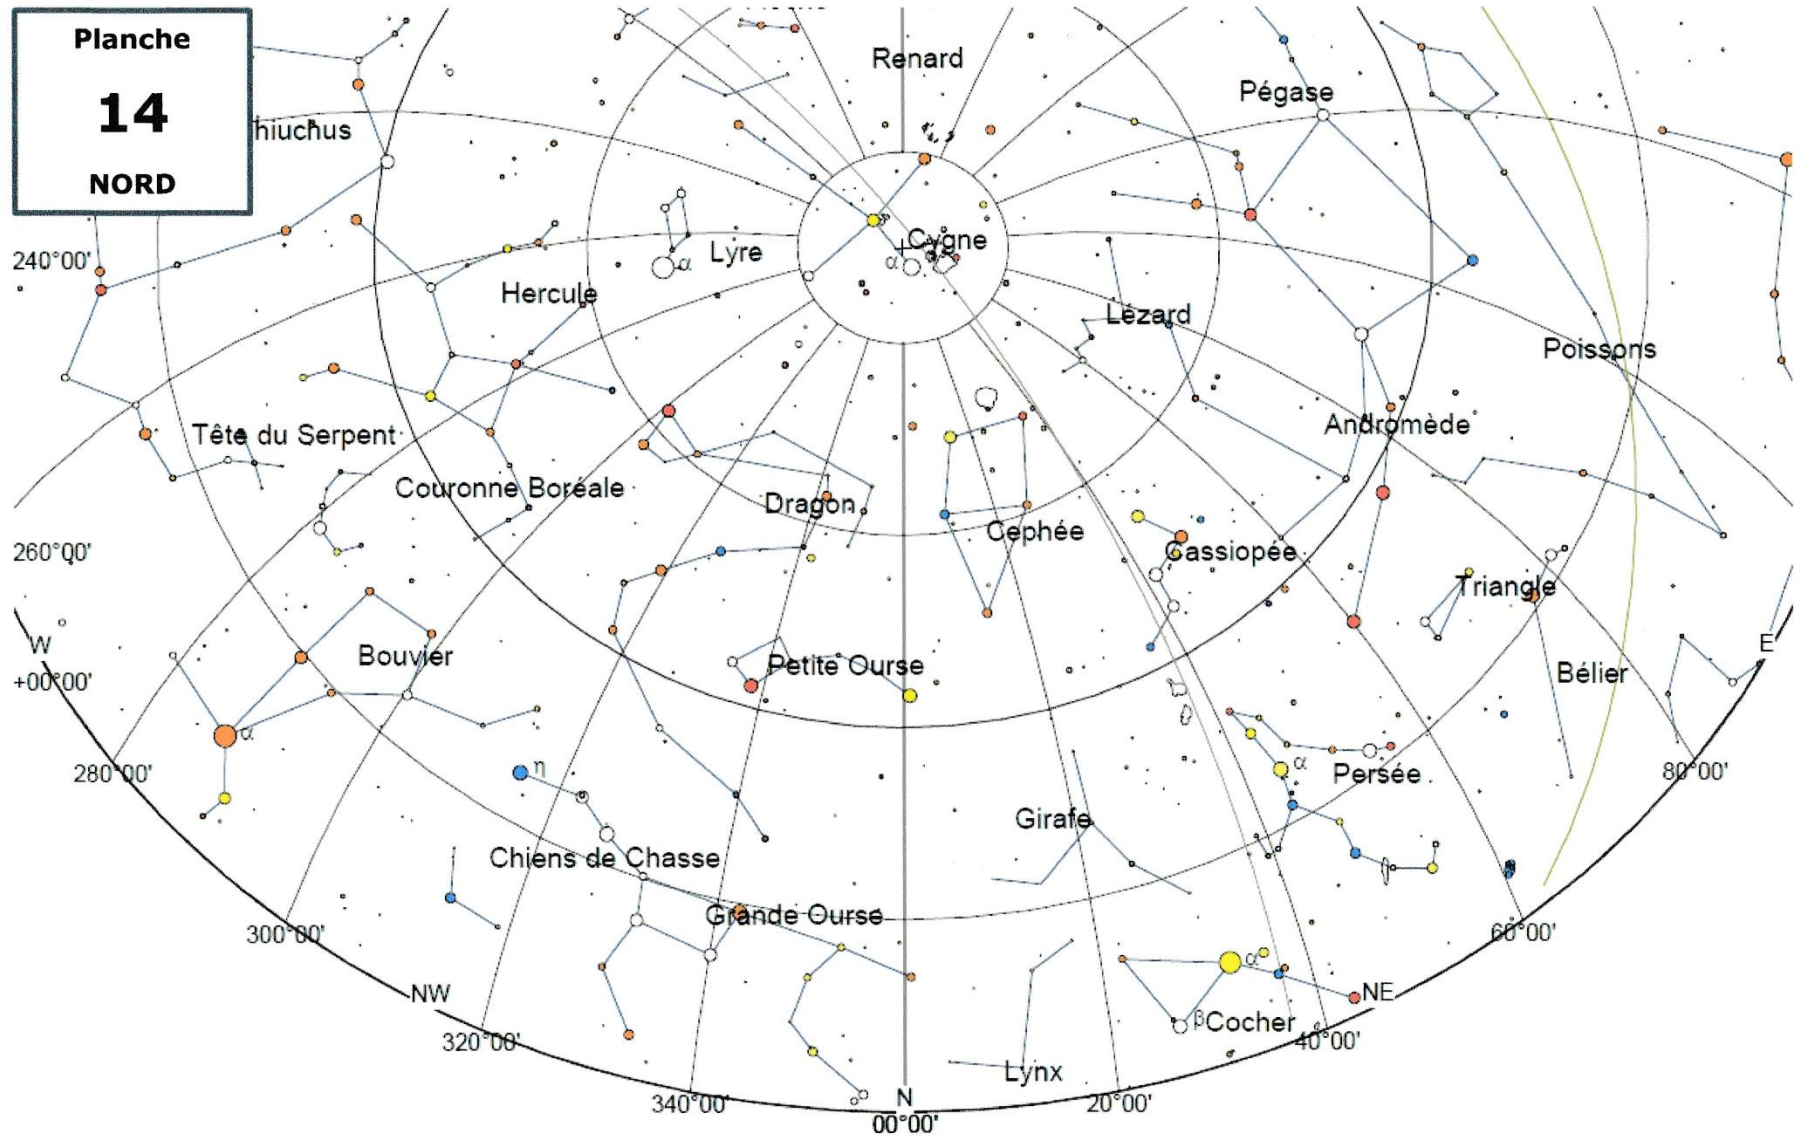 Planche
14
NORD
Renard
Pégase
hiuchus
Cygne
α
Lyre
α
240°00'
Hercule
Lézard
Poissons
Andromède
Tête du Serpent
Couronne Boréale
Dragon
Cephée
Cassiopée
260°00'
Triangle
W
E
Bouvier
Petite Ourse
Bélier
+00°00'
α
η
280°00'
α
Persée
80°00'
Girafe
Chiens de Chasse
Grande Ourse
300°00'
60°00'
α
NW
NE
β
Cocher
320°00'
40°00'
Lynx
340°00'
N
20°00'
00°00'